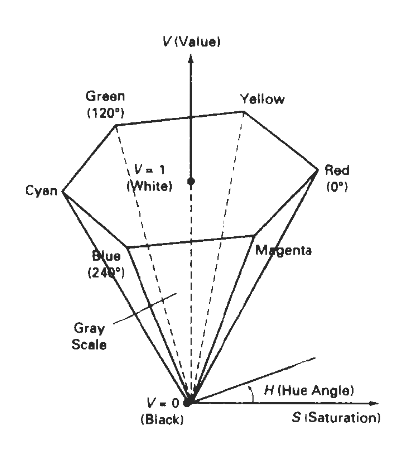 V (Value)
Green
(120°)
Yellow
V = 1
(White)
Red
(0°)
Cyan
Blue
(240°)
Magenta
Gray
Scale
H (Hue Angle)
V = 0
(Black)
S (Saturation)